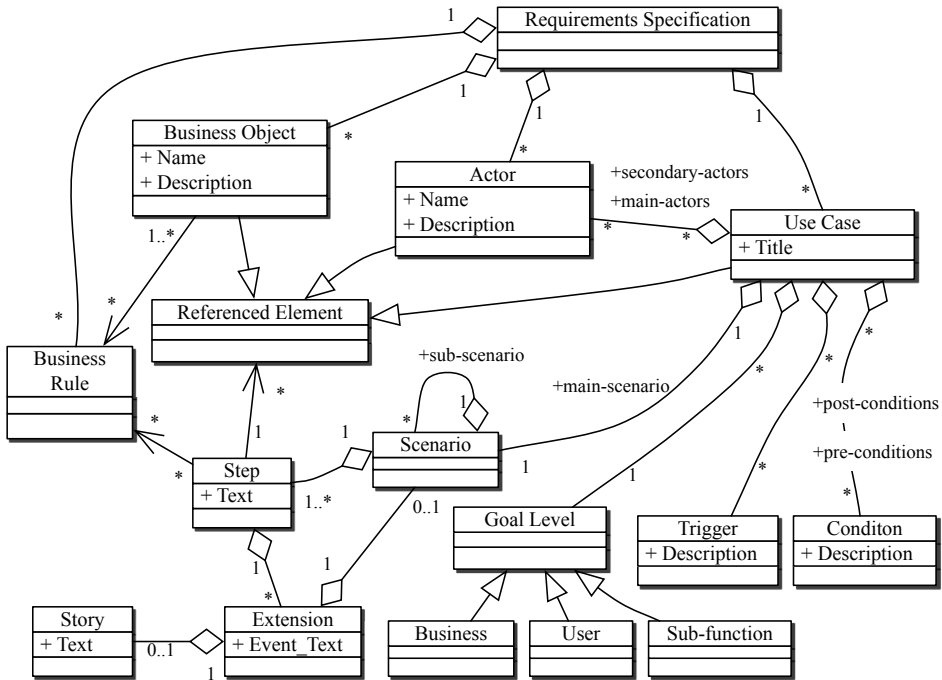 Requirements Specification
1
1
1
1
*
*
*
Business Object
+ Name
+ Description
Actor
+ Name
+ Description
+secondary-actors
+main-actors
*
*
Use Case
+ Title
1..*
*
*
Referenced Element
Business
Rule
*
*
*
1
+sub-scenario
1
*
Scenario
1
+main-scenario
1
*
*
*
+post-conditions
+pre-conditions
*
*
1
Step
+ Text
1
1..*
0..1
1
Goal Level
Trigger
+ Description
Conditon
+ Description
1
*
Story
+ Text
0..1
1
Extension
+ Event_Text
Business
User
Sub-function